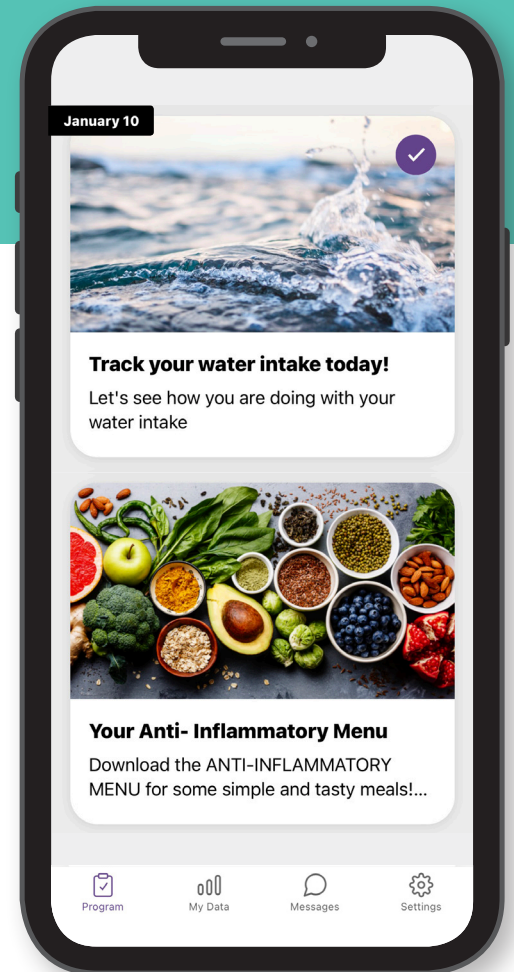 January 10
Track your water intake today!
Let's see how you are doing with your
water intake
Your Anti- Inflammatory Menu
Download the ANTI-INFLAMMATORY
MENU for some simple and tasty meals!...
Program
My Data
Messages
Settings